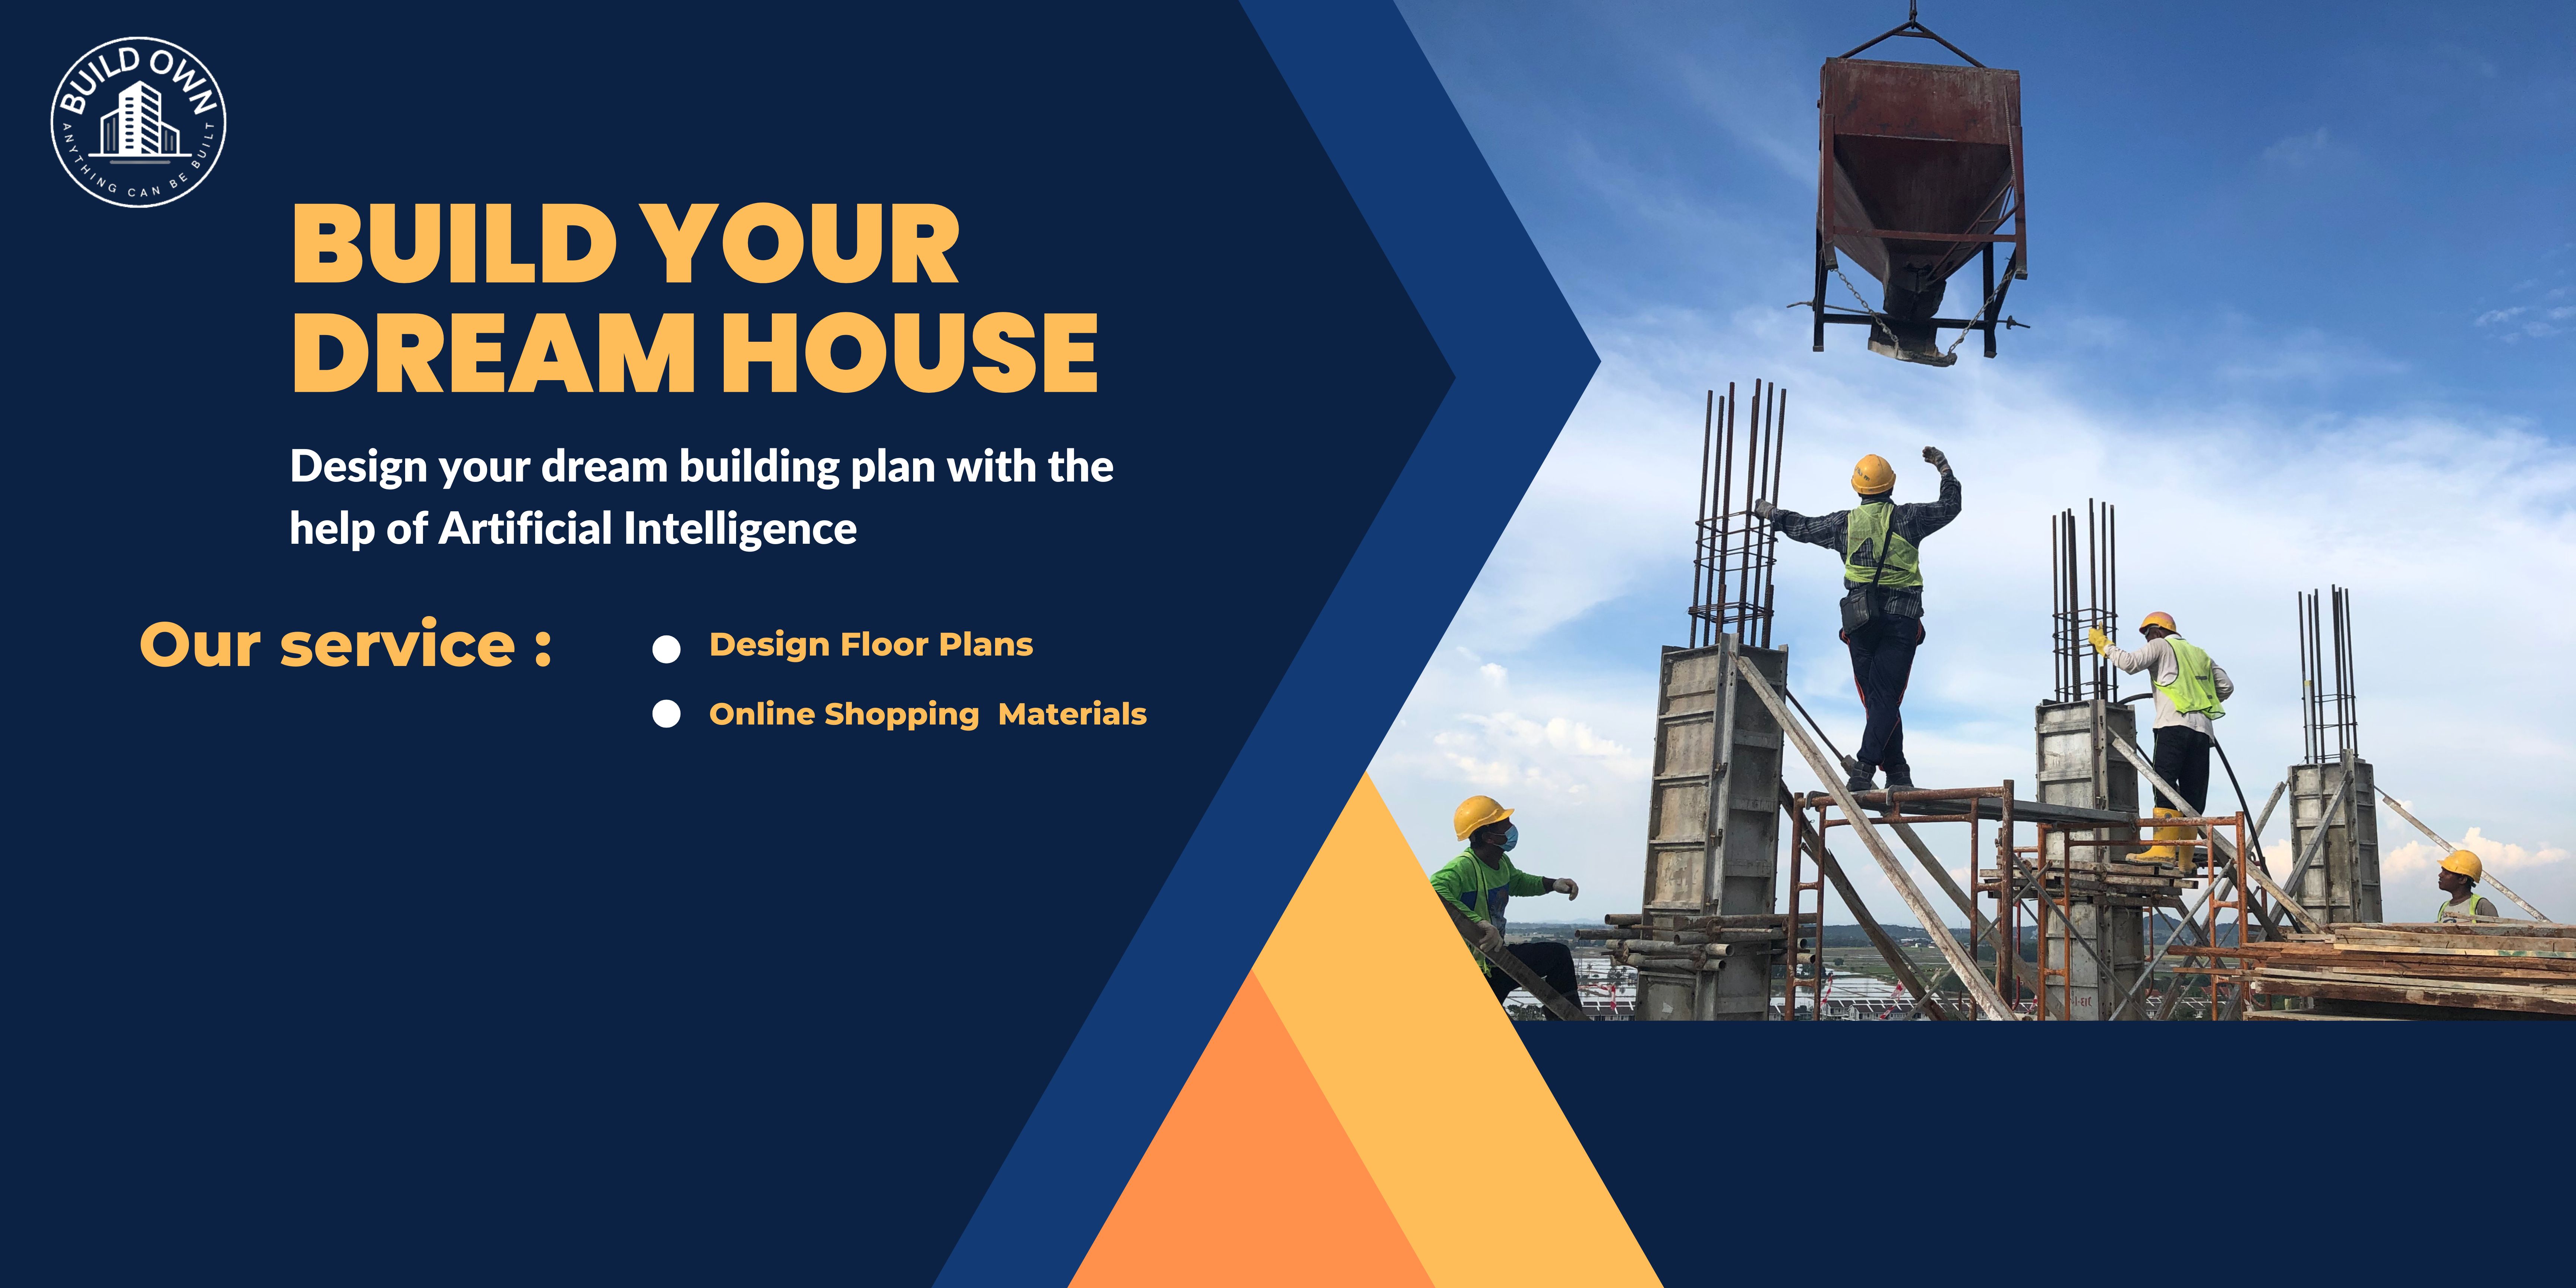 BUILD OWN
ANYTHING CAN BE BUILT
BUILD YOUR
DREAM HOUSE
Design your dream building plan with the
help of Artificial Intelligence
Our service :
Design Floor Plans
Online Shopping  Materials